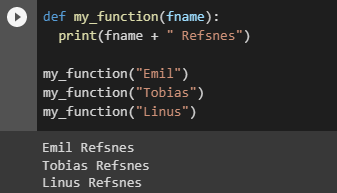 def my_function(fname):
  print(fname + " Refsnes")

my_function("Emil")
my_function("Tobias")
my_function("Linus")

Emil Refsnes
Tobias Refsnes
Linus Refsnes